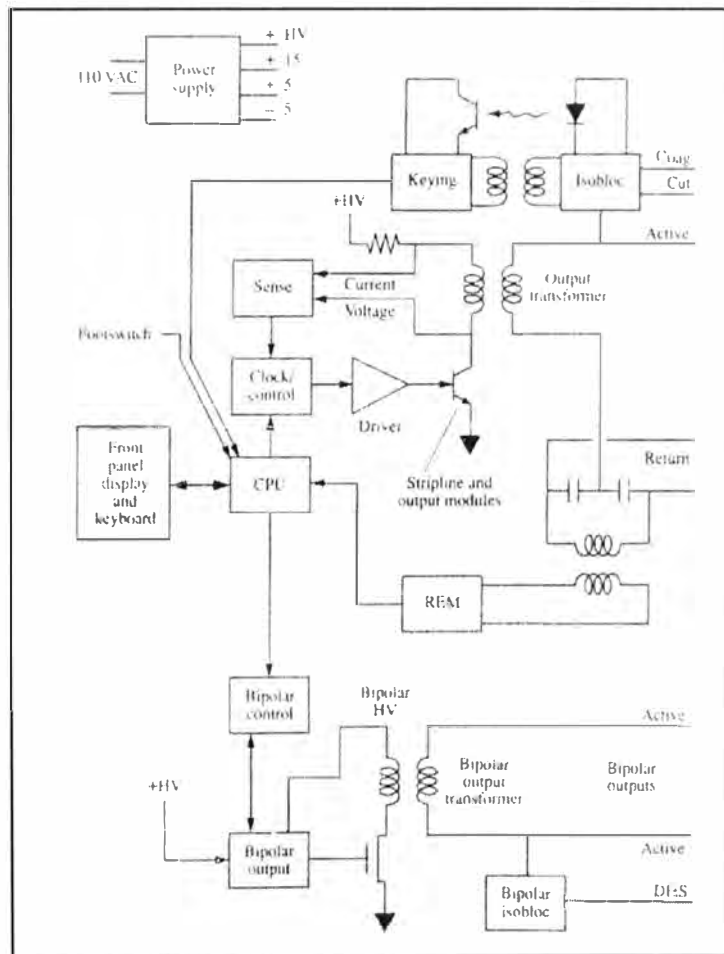 110 VAC
Power
supply
+ HV
+ 15
+ 5
– 5
Keying
Isobloc
Coag
Cut
Active
+HV
Sense
Current
Voltage
Output
transformer
Footswitch
Clock/
control
Driver
Front
panel
display
and
keyboard
CPU
Stripline and
output modules
Return
REM
Bipolar
control
Bipolar
HV
Active
Bipolar
output
transformer
Bipolar
outputs
+HV
Bipolar
output
Active
Bipolar
isobloc